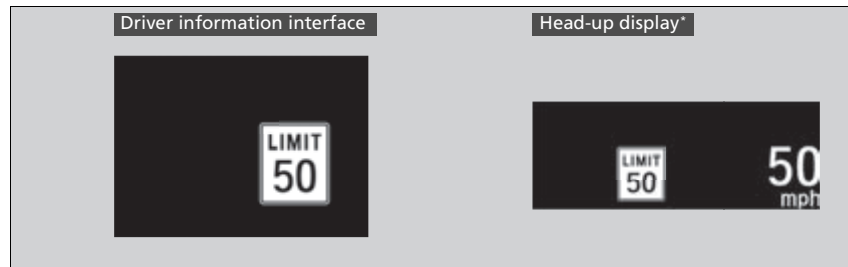 Driver information interface
Head-up display*
LIMIT
50
LIMIT
50
50
mph